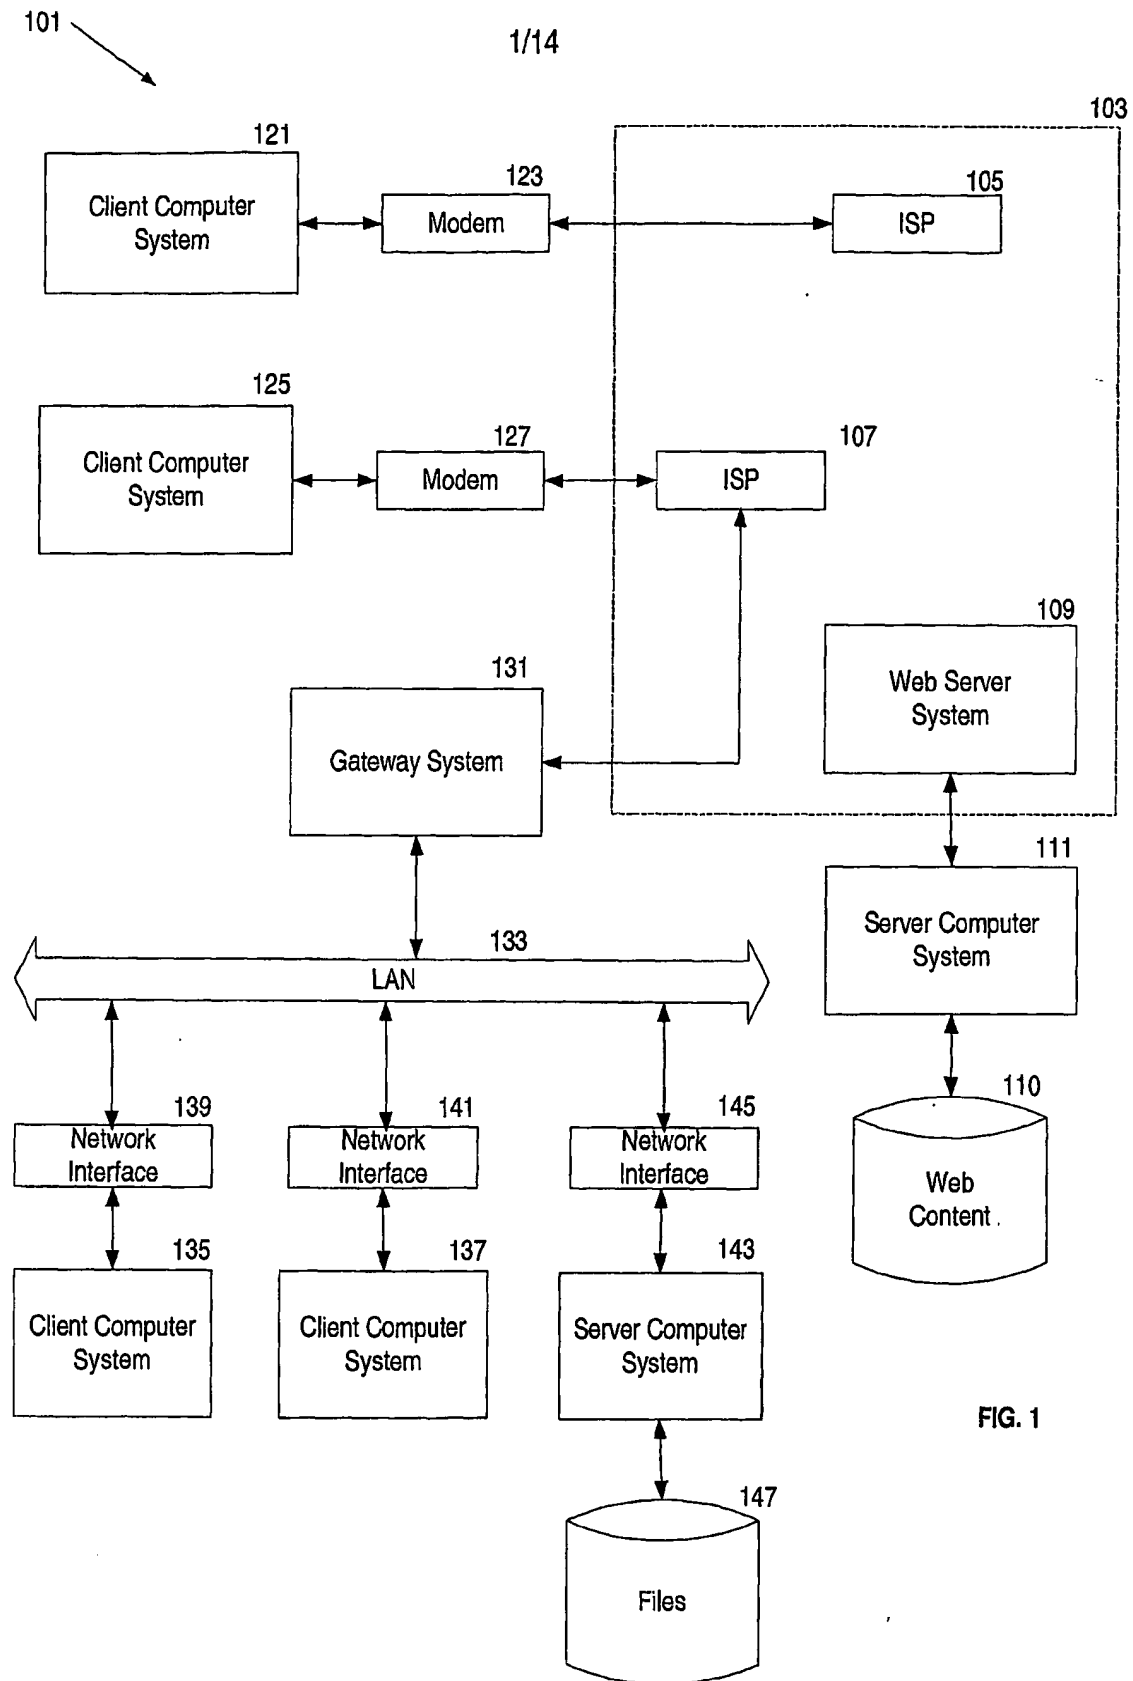 101
1/14
103
121
Client Computer
System
123
Modem
105
ISP
125
Client Computer
System
127
Modem
107
ISP
109
Web Server
System
131
Gateway System
111
Server Computer
System
133
LAN
110
Web
Content
139
Network
Interface
141
Network
Interface
145
Network
Interface
135
Client Computer
System
137
Client Computer
System
143
Server Computer
System
FIG. 1
147
Files